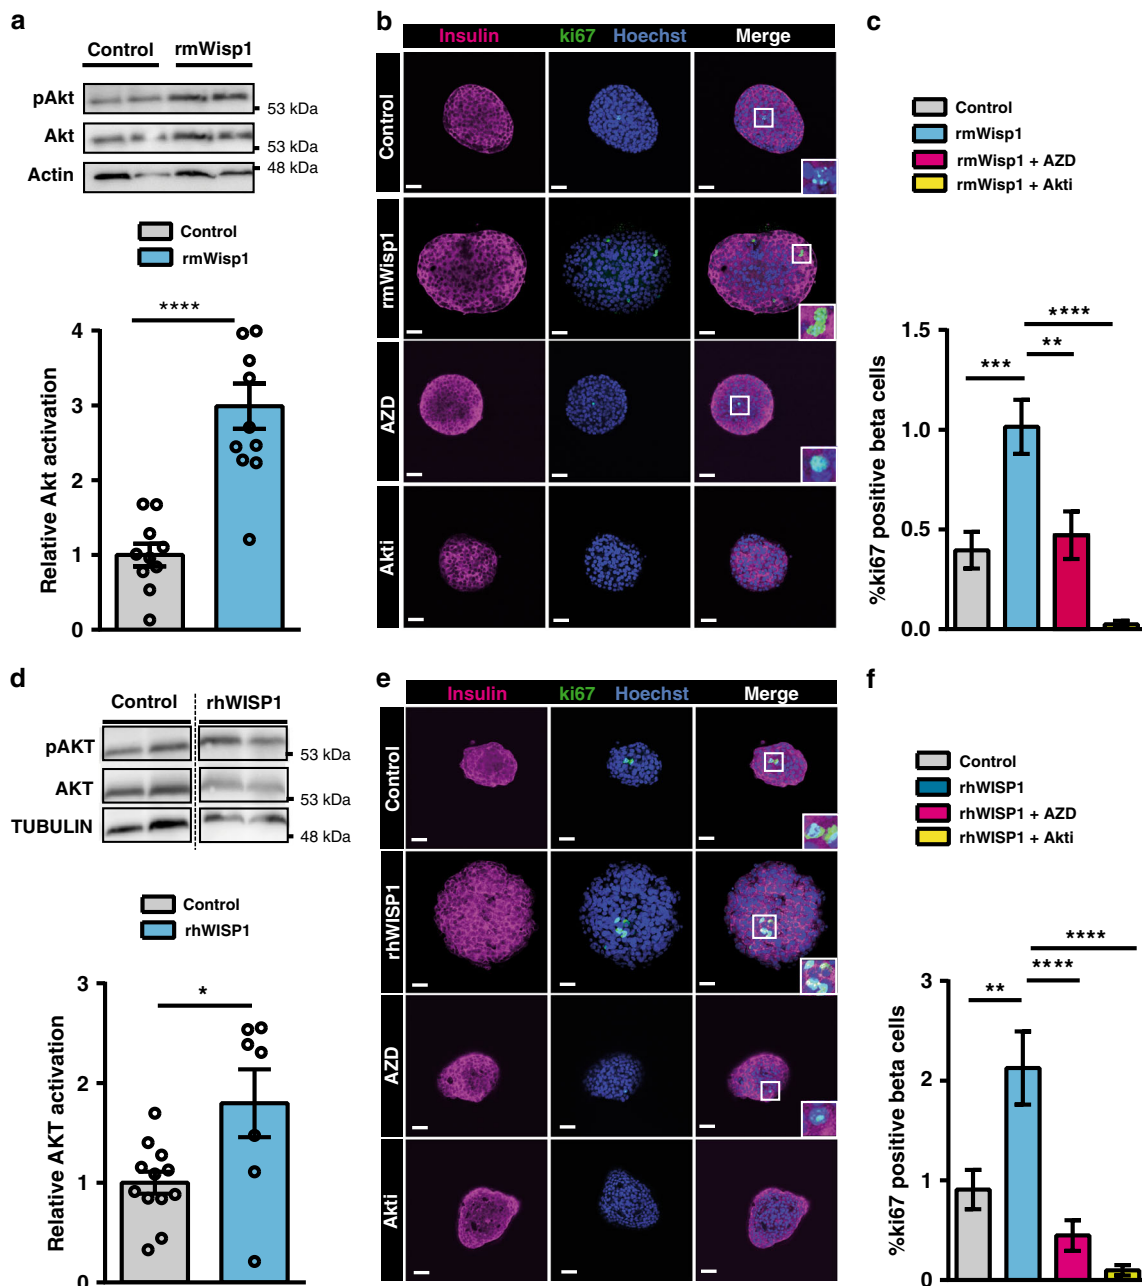 a
Control rmWisp1
pAkt
53 kDa
Akt
53 kDa
Actin
48 kDa
Control
rmWisp1
****
Relative Akt activation
4
3
2
1
0
b
Insulin ki67 Hoechst Merge
Control
rmWisp1
AZD
Akti
c
Control
rmWisp1
rmWisp1 + AZD
rmWisp1 + Akti
****
**
***
%ki67 positive beta cells
1.5
1.0
0.5
0.0
d
Control rhWISP1
pAKT
53 kDa
AKT
53 kDa
TUBULIN
48 kDa
Control
rhWISP1
*
Relative AKT activation
3
2
1
0
e
Insulin ki67 Hoechst Merge
Control
rhWISP1
AZD
Akti
f
Control
rhWISP1
rhWISP1 + AZD
rhWISP1 + Akti
****
****
**
%ki67 positive beta cells
3
2
1
0